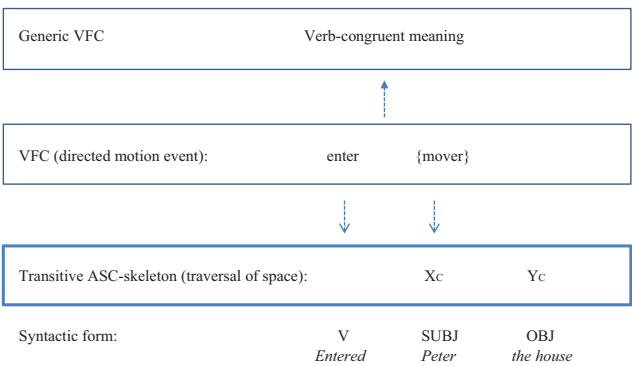 Generic VFC Verb-congruent meaning
VFC (directed motion event): enter {mover}
Transitive ASC-skeleton (traversal of space): Xc Yc
Syntactic form: V SUBJ OBJ
Entered Peter the house